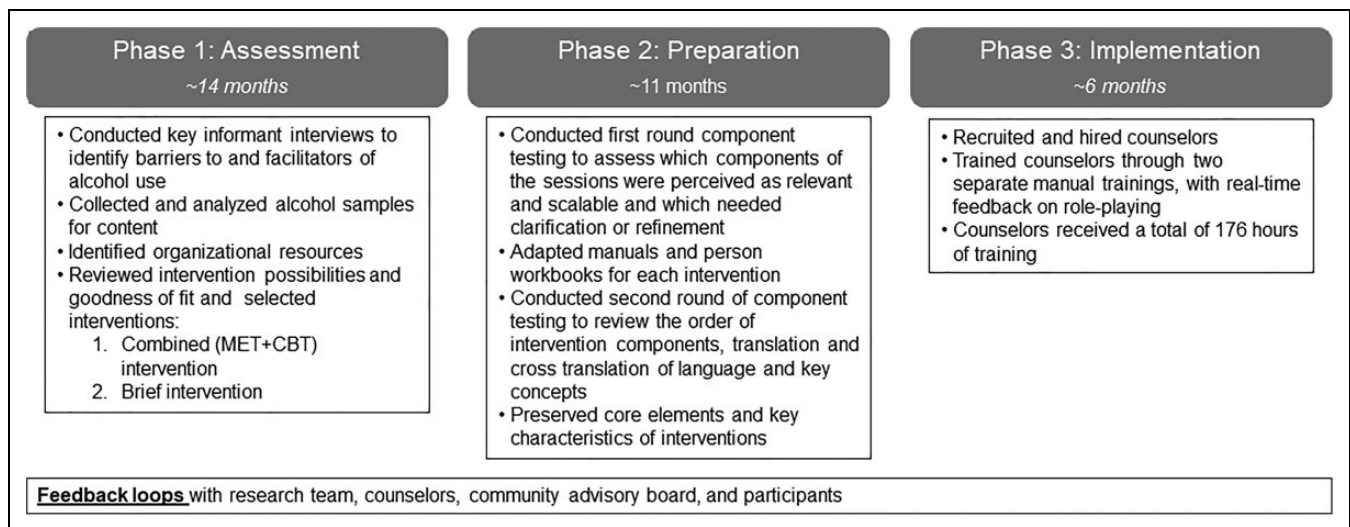 Phase 1: Assessment
~14 months
• Conducted key informant interviews to
identify barriers to and facilitators of
alcohol use
• Collected and analyzed alcohol samples
for content
• Identified organizational resources
• Reviewed intervention possibilities and
goodness of fit and selected
interventions:
1. Combined (MET+CBT)
intervention
2. Brief intervention
Phase 2: Preparation
~11 months
• Conducted first round component
testing to assess which components of
the sessions were perceived as relevant
and scalable and which needed
clarification or refinement
• Adapted manuals and person
workbooks for each intervention
• Conducted second round of component
testing to review the order of
intervention components, translation and
cross translation of language and key
concepts
• Preserved core elements and key
characteristics of interventions
Phase 3: Implementation
~6 months
• Recruited and hired counselors
• Trained counselors through two
separate manual trainings, with real-time
feedback on role-playing
• Counselors received a total of 176 hours
of training
Feedback loops with research team, counselors, community advisory board, and participants